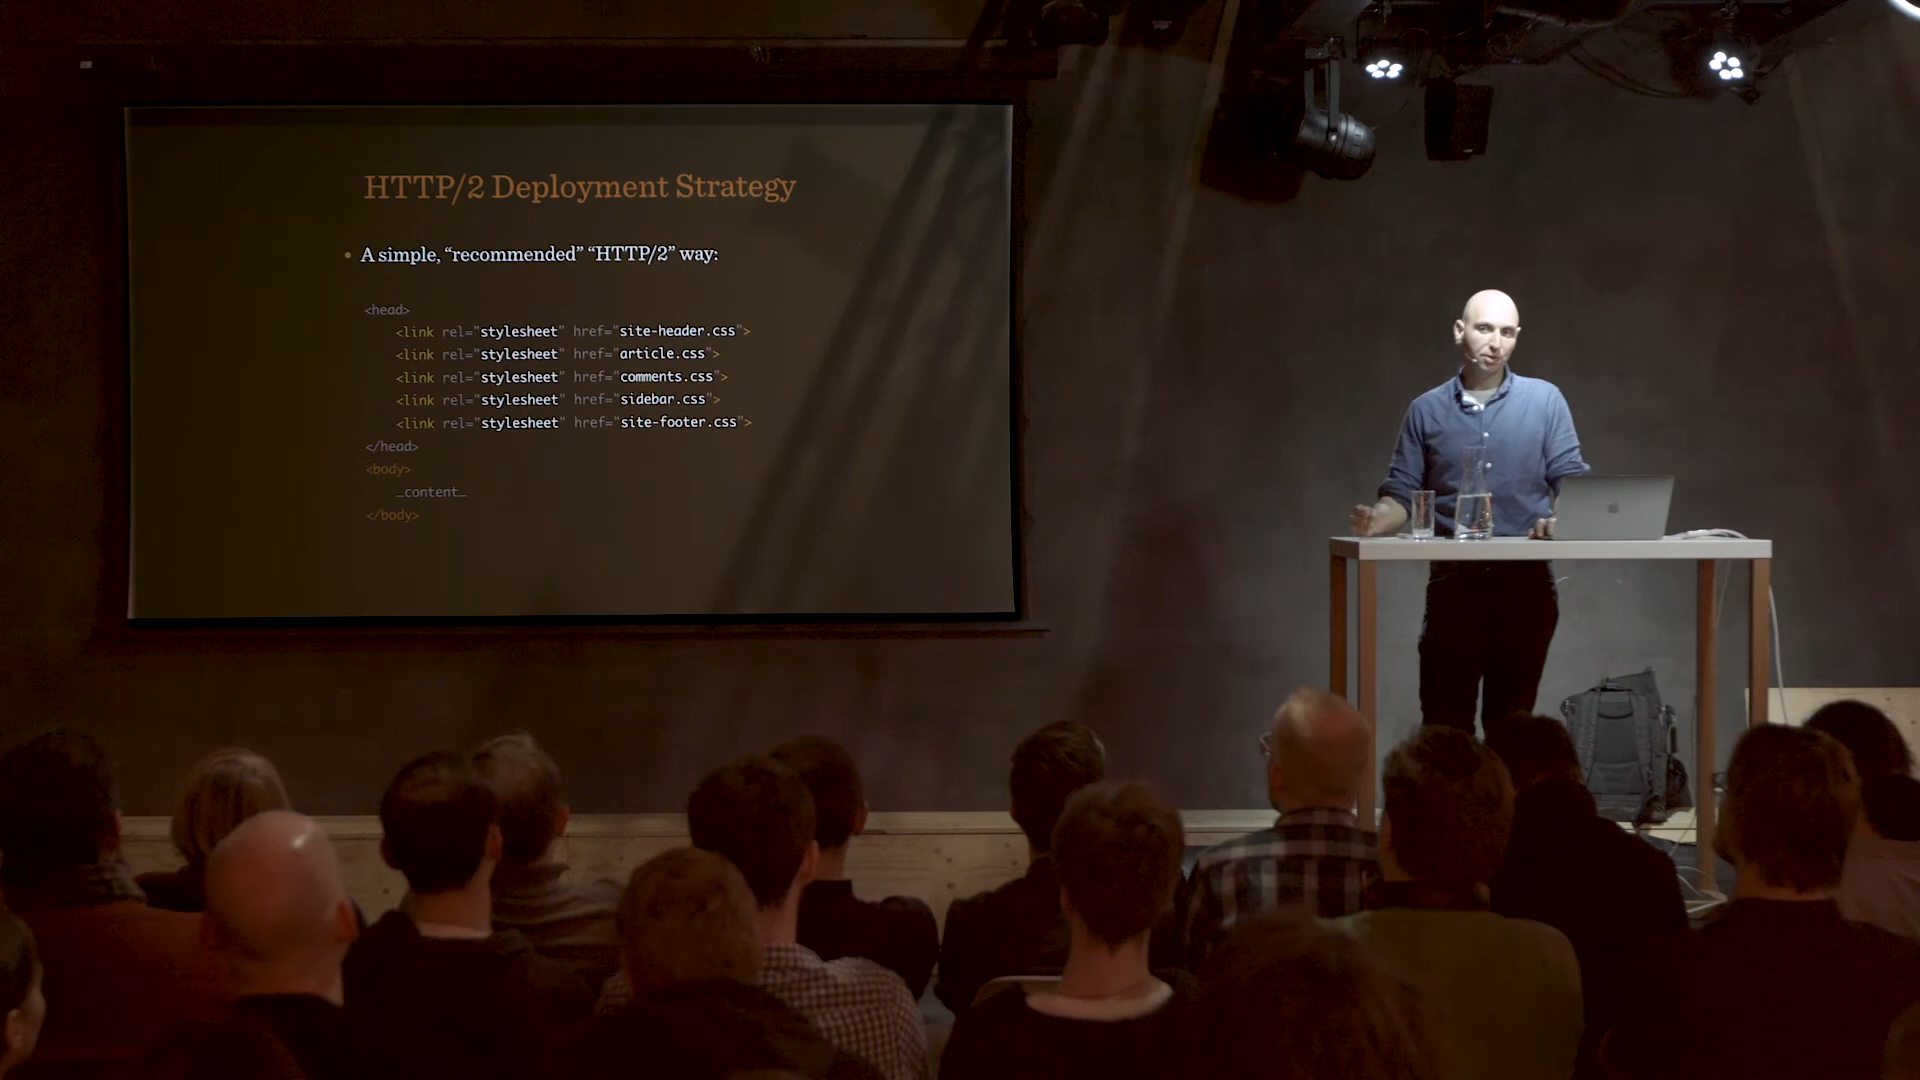 HTTP/2 Deployment Strategy
• A simple, “recommended” “HTTP/2” way:
<head>
<link rel="stylesheet" href="site-header.css">
<link rel="stylesheet" href="article.css">
<link rel="stylesheet" href="comments.css">
<link rel="stylesheet" href="sidebar.css">
<link rel="stylesheet" href="site-footer.css">
</head>
<body>
…content…
</body>